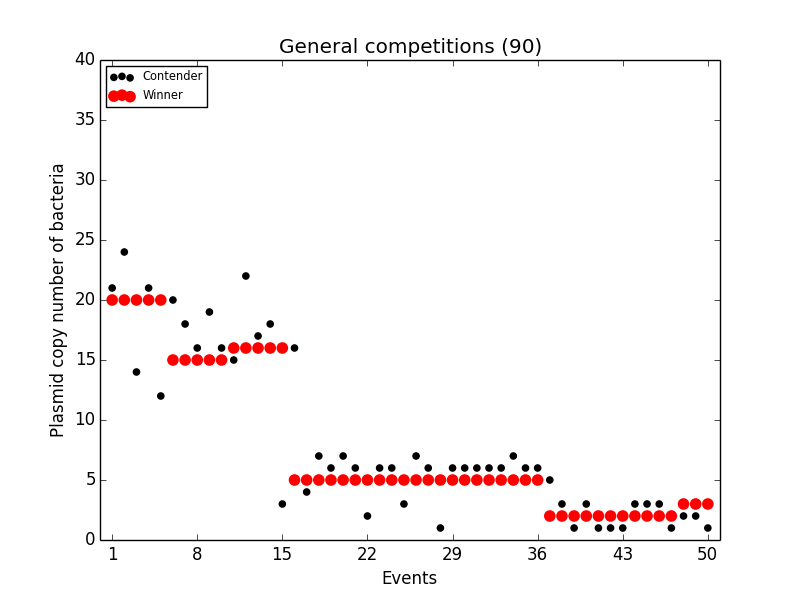 General competitions (90)
Contender
Winner
40
35
30
25
20
15
10
5
0
Plasmid copy number of bacteria
1 8 15 22 29 36 43 50
Events